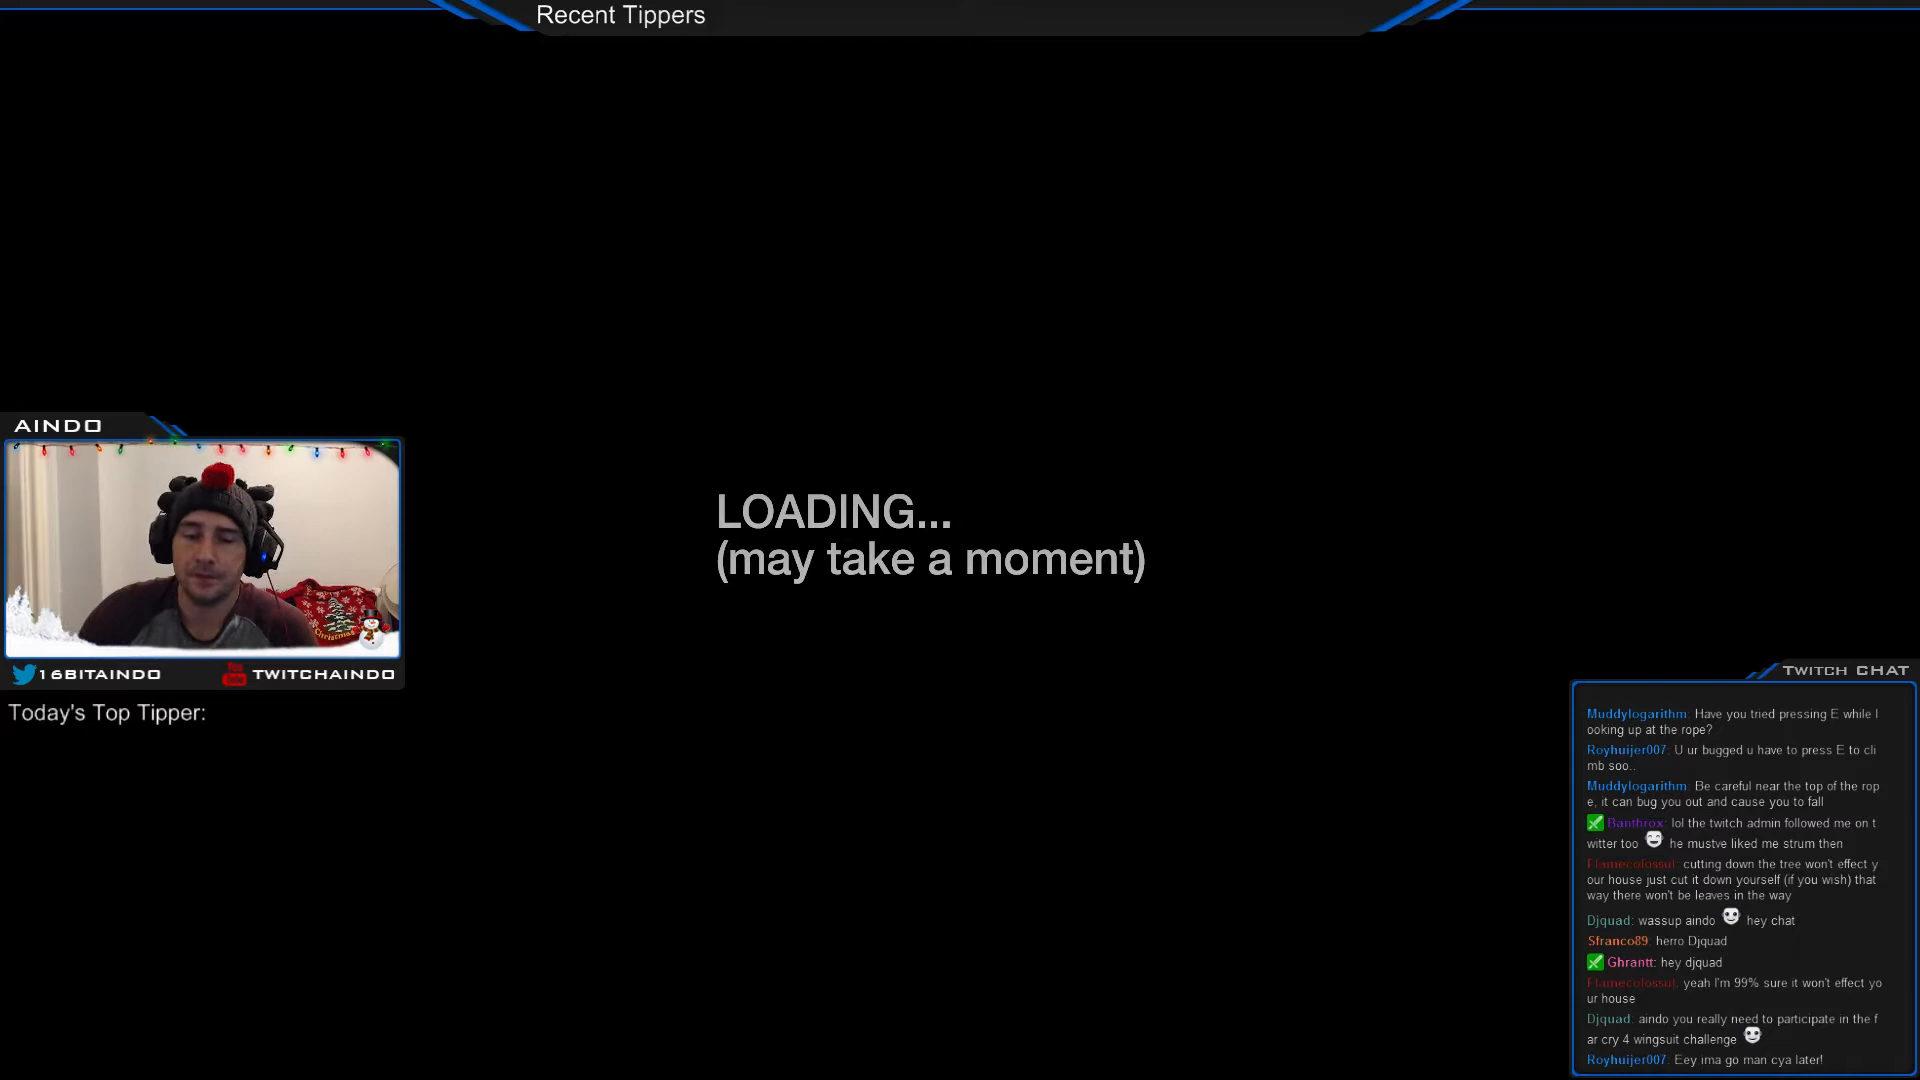 Recent Tippers
AINDO
Christmas
16BITAINDO
You Tube TWITCHAINDO
Today's Top Tipper:
LOADING...
(may take a moment)
TWITCH CHAT
Muddylogarithm: Have you tried pressing E while l
ooking up at the rope?
Royhuijer007: U ur bugged u have to press E to cli
mb soo..
Muddylogarithm: Be careful near the top of the rop
e, it can bug you out and cause you to fall
Banthrox: lol the twitch admin followed me on t
witter too he mustve liked me strum then
Flamecolossut: cutting down the tree won't effect y
our house just cut it down yourself (if you wish) that
way there won't be leaves in the way
Djquad: wassup aindo hey chat
Sfranco89: herro Djquad
Ghrantt: hey djquad
Flamecolossut: yeah I'm 99% sure it won't effect yo
ur house
Djquad: aindo you really need to participate in the f
ar cry 4 wingsuit challenge
Royhuijer007: Eey ima go man cya later!